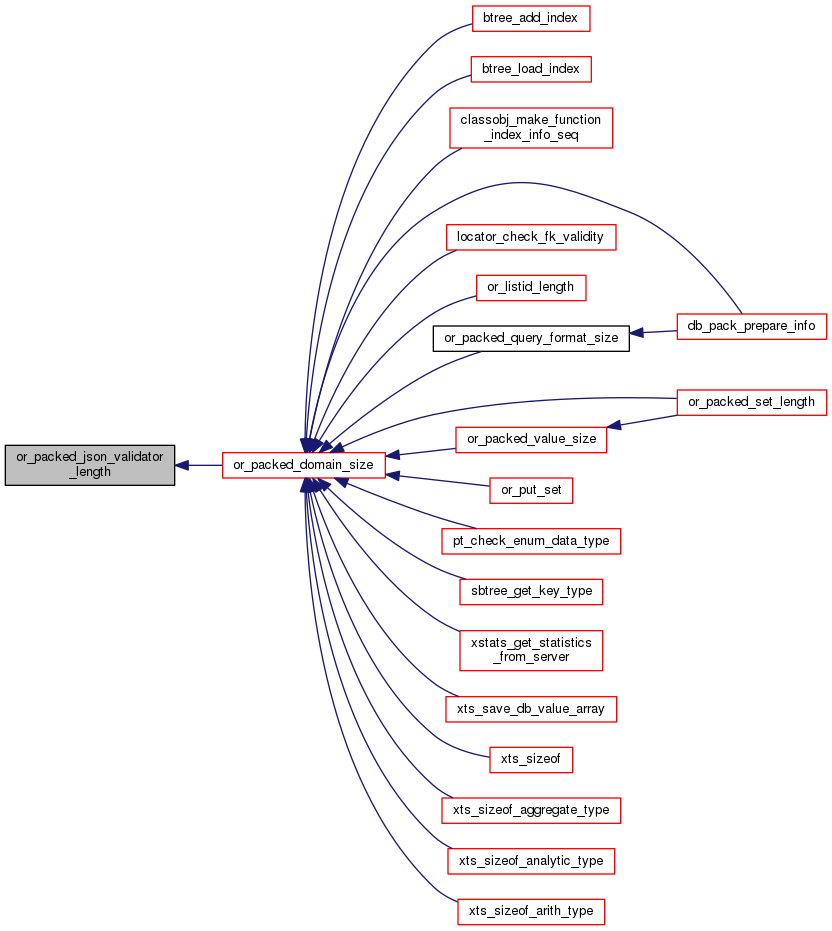 btree_add_index
btree_load_index
classobj_make_function
_index_info_seq
locator_check_fk_validity
or_listid_length
db_pack_prepare_info
or_packed_query_format_size
or_packed_set_length
or_packed_value_size
or_packed_json_validator
_length
or_packed_domain_size
or_put_set
pt_check_enum_data_type
sbtree_get_key_type
xstats_get_statistics
_from_server
xts_save_db_value_array
xts_sizeof
xts_sizeof_aggregate_type
xts_sizeof_analytic_type
xts_sizeof_arith_type